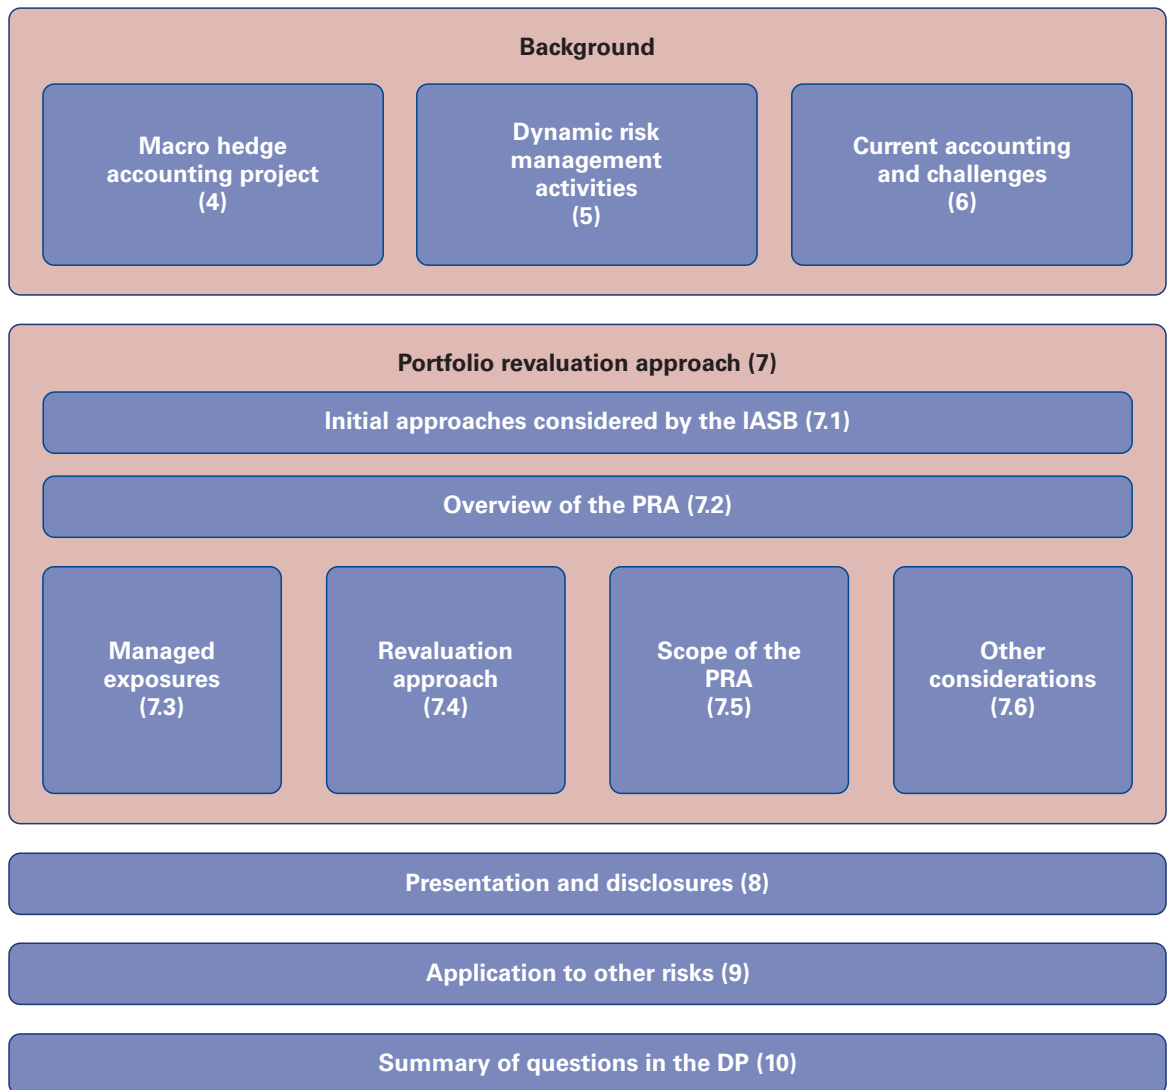 Background
Macro hedge
accounting project
(4)
Dynamic risk
management
activities
(5)
Current accounting
and challenges
(6)
Portfolio revaluation approach (7)
Initial approaches considered by the IASB (7.1)
Overview of the PRA (7.2)
Managed
exposures
(7.3)
Revaluation
approach
(7.4)
Scope of the
PRA
(7.5)
Other
considerations
(7.6)
Presentation and disclosures (8)
Application to other risks (9)
Summary of questions in the DP (10)